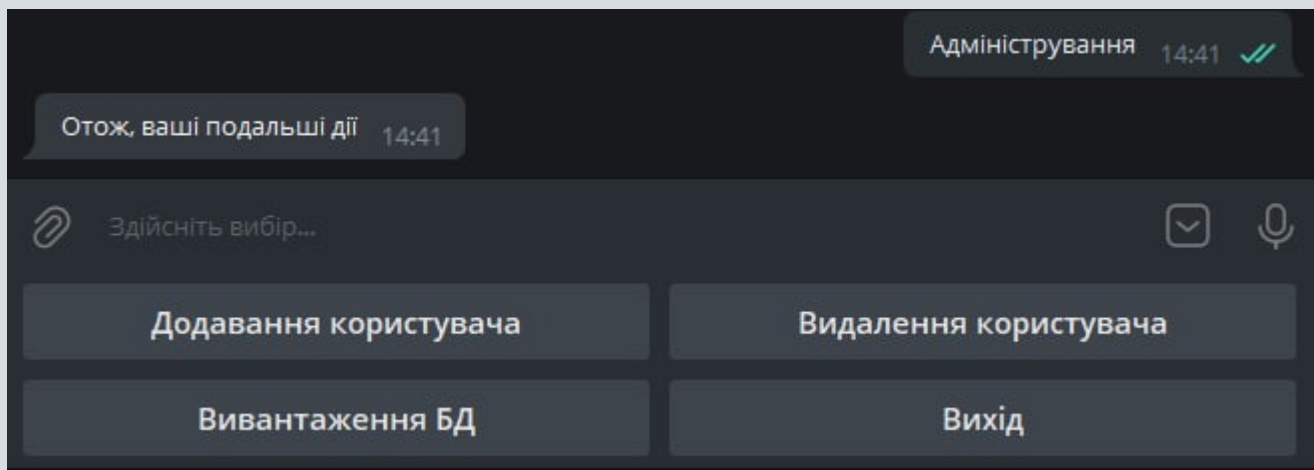 Адміністрування 14:41
Отож, ваші подальші дії 14:41
Здійсніть вибір...
Додавання користувача Видалення користувача
Вивантаження БД Вихід